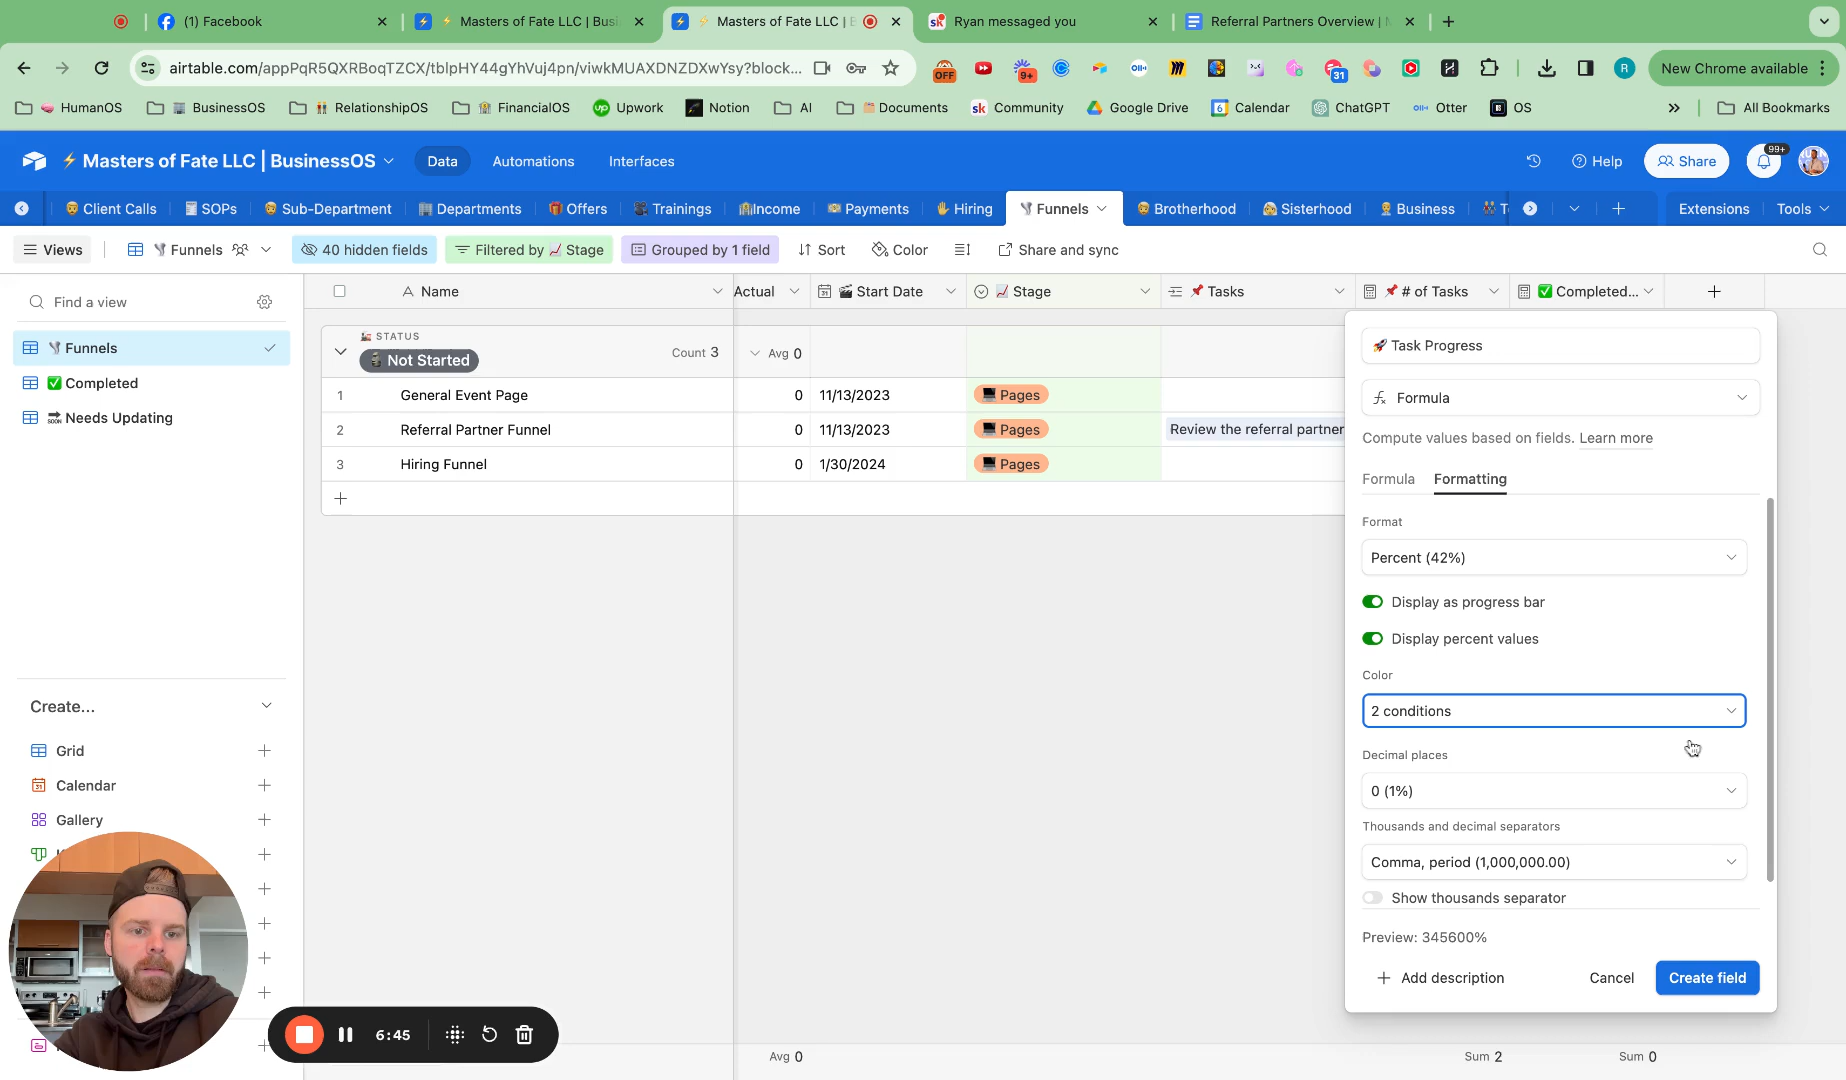 (1) Facebook
Masters of Fate LLC | Busi
Masters of Fate LLC | B
Ryan messaged you
Referral Partners Overview |
airtable.com/appPqR5QXRBoqTZCX/tblpHY44gYhVuj4pn/viwkMUAXDNZDXwYsy?block...
OFF
9+
31
R
New Chrome available
HumanOS
BusinessOS
RelationshipOS
FinancialOS
Upwork
Notion
AI
Documents
Community
Google Drive
Calendar
ChatGPT
Otter
OS
All Bookmarks
Masters of Fate LLC | BusinessOS
Data
Automations
Interfaces
Help
Share
99+
Client Calls
SOPs
Sub-Department
Departments
Offers
Trainings
Income
Payments
Hiring
Funnels
Brotherhood
Sisterhood
Business
Extensions
Tools
Views
Funnels
40 hidden fields
Filtered by 📈 Stage
Grouped by 1 field
Sort
Color
Share and sync
Find a view
Funnels
Completed
Needs Updating
Create...
Grid
Calendar
Gallery
Name
Actual
Start Date
Stage
Tasks
# of Tasks
Completed...
STATUS
Not Started
Count 3
Avg 0
1 General Event Page 0 11/13/2023 Pages
2 Referral Partner Funnel 0 11/13/2023 Pages Review the referral partner
3 Hiring Funnel 0 1/30/2024 Pages
Task Progress
Formula
Compute values based on fields. Learn more
Formula
Formatting
Format
Percent (42%)
Display as progress bar
Display percent values
Color
2 conditions
Decimal places
0 (1%)
Thousands and decimal separators
Comma, period (1,000,000.00)
Show thousands separator
Preview: 345600%
Add description
Cancel
Create field
6:45
Avg 0
Sum 2
Sum 0